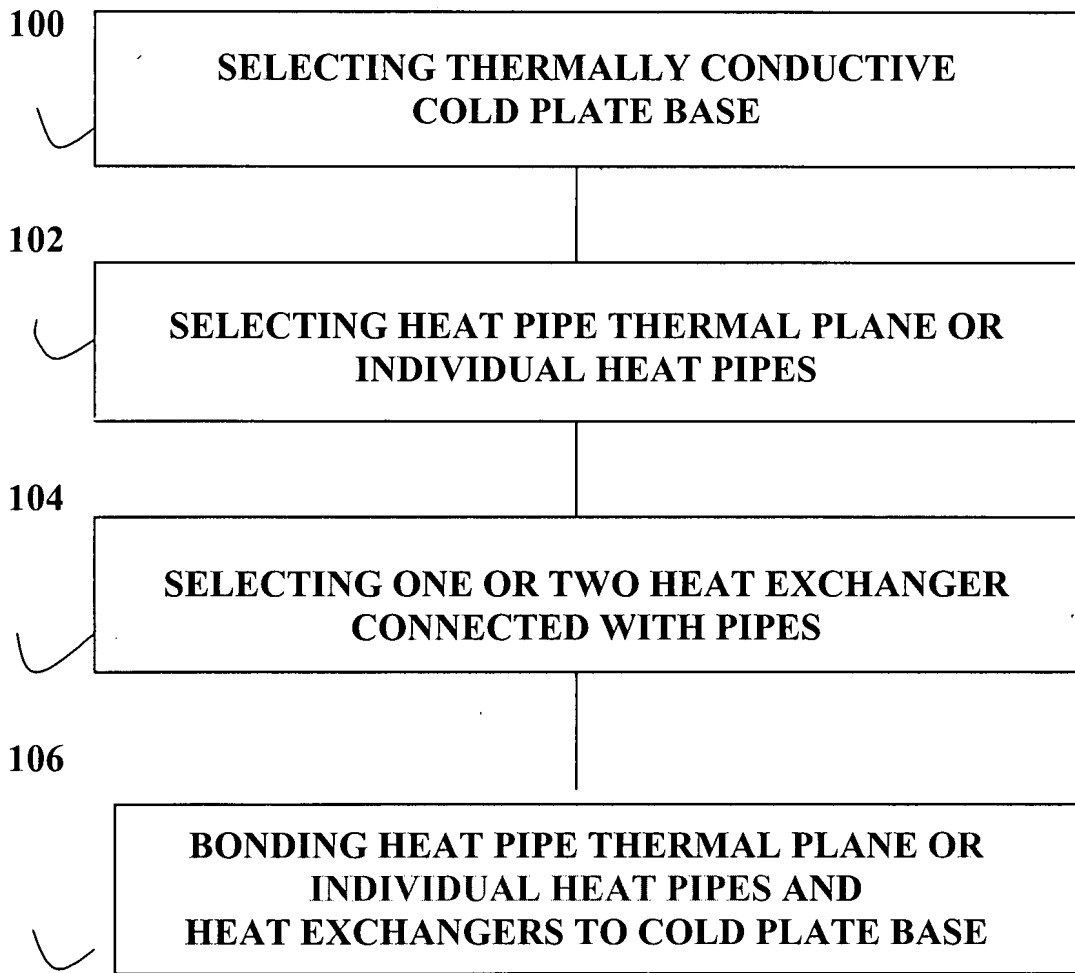 100
SELECTING THERMALLY CONDUCTIVE
COLD PLATE BASE
102
SELECTING HEAT PIPE THERMAL PLANE OR
INDIVIDUAL HEAT PIPES
104
SELECTING ONE OR TWO HEAT EXCHANGER
CONNECTED WITH PIPES
106
BONDING HEAT PIPE THERMAL PLANE OR
INDIVIDUAL HEAT PIPES AND
HEAT EXCHANGERS TO COLD PLATE BASE